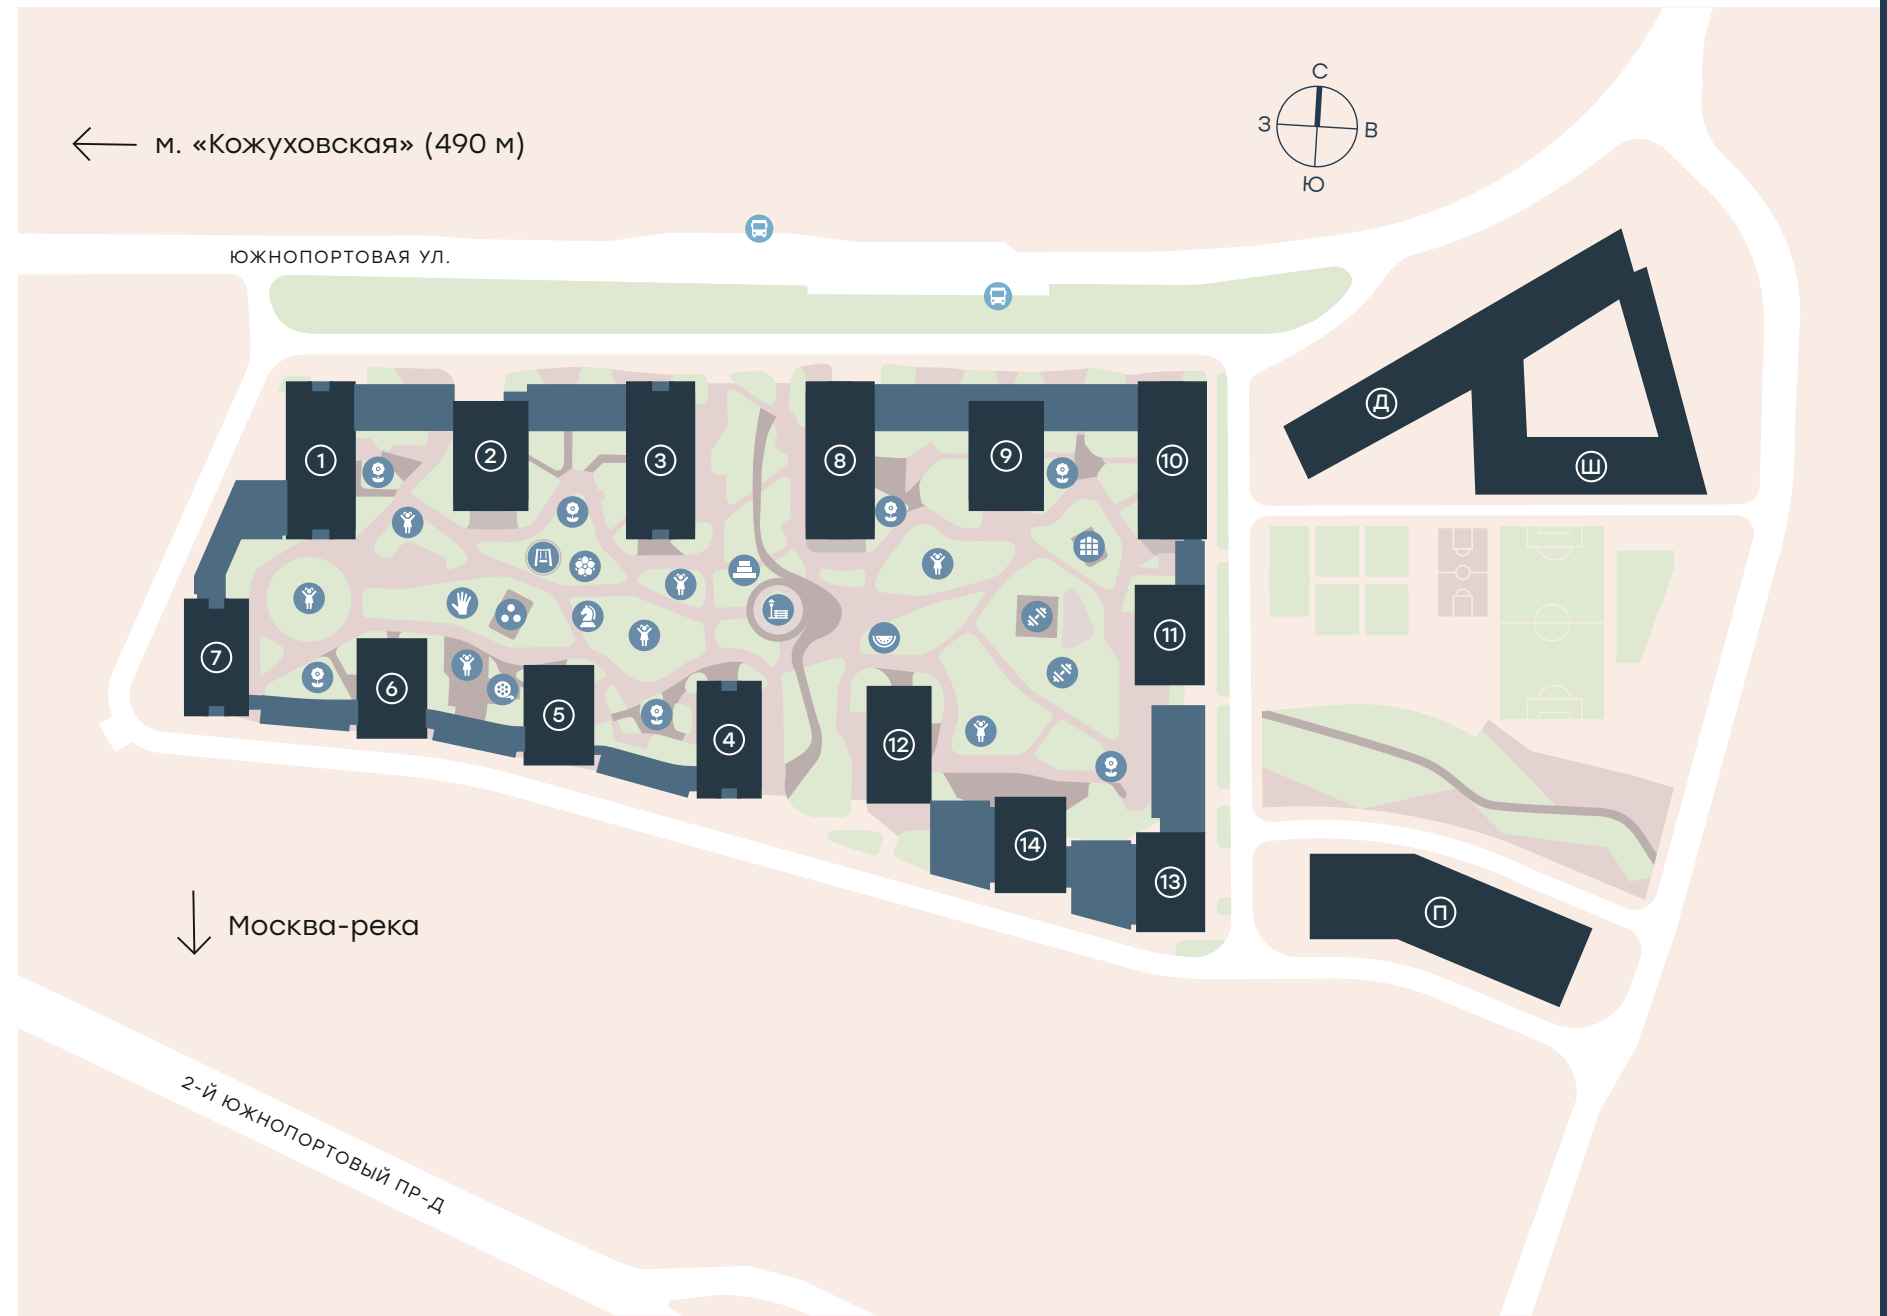 С
З
В
Ю
м. «Кожуховская» (490 м)
ЮЖНОПОРТОВАЯ УЛ.
Д
Ш
1
2
3
8
9
10
7
6
5
4
11
12
14
13
П
Москва-река
2-Й ЮЖНОПОРТОВЫЙ ПР-Д